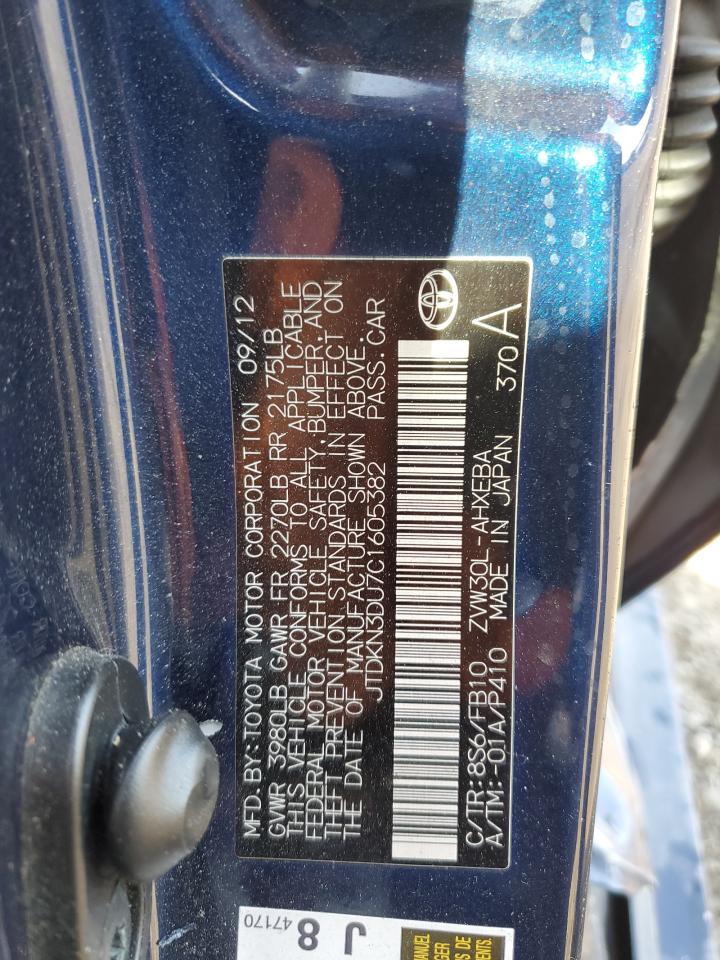 MFD. BY: TOYOTA MOTOR CORPORATION 09/12
GVWR 3980LB GAWR FR 2270LB RR 2175LB
THIS VEHICLE CONFORMS TO ALL APPLICABLE
FEDERAL MOTOR VEHICLE SAFETY, BUMPER, AND
THEFT PREVENTION STANDARDS IN EFFECT ON
THE DATE OF MANUFACTURE SHOWN ABOVE.
JTDKN3DU7C1605382 PASS. CAR
C/TR: 8S6/FB10 ZVW30L-AHXEBA
A/TM: -01A/P410 MADE IN JAPAN 370 A
47170
J 8